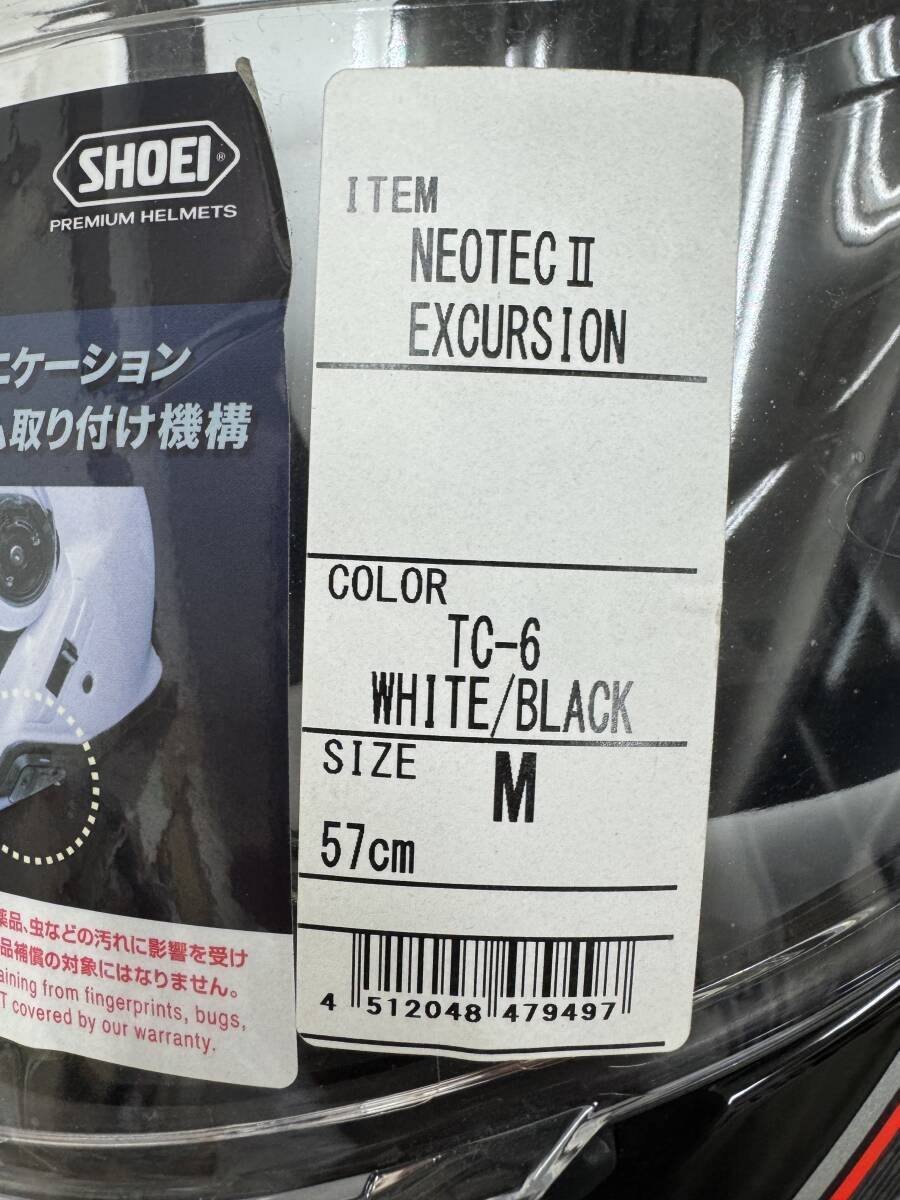 SHOEI®
PREMIUM HELMETS
ニケーション
取り付け機構
薬品、虫などの汚れに影響を受け
品補償の対象にはなりません。
aining from fingerprints, bugs,
T covered by our warranty.
ITEM
NEOTECⅡ
EXCURSION
COLOR
TC-6
WHITE/BLACK
SIZE
M
57cm
4 512048 479497